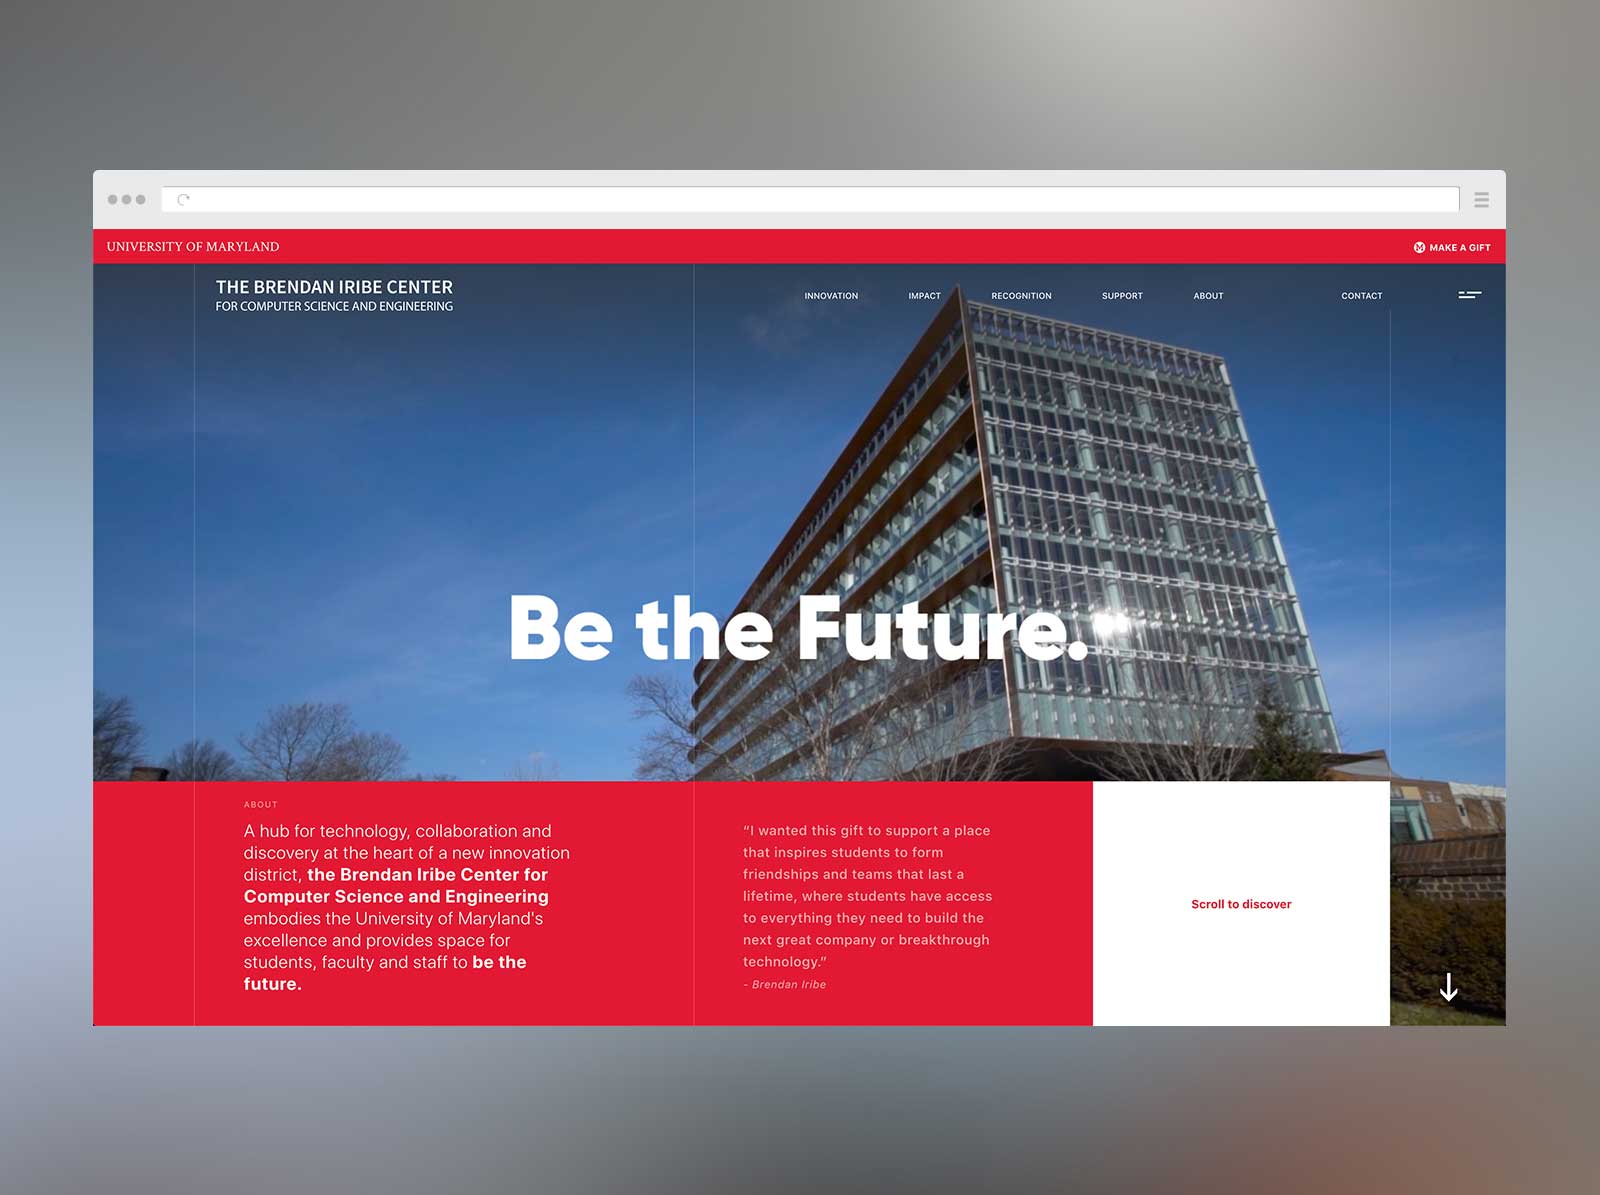 UNIVERSITY OF MARYLAND
MAKE A GIFT
THE BRENDAN IRIBE CENTER
FOR COMPUTER SCIENCE AND ENGINEERING
INNOVATION IMPACT RECOGNITION SUPPORT ABOUT CONTACT
Be the Future.
ABOUT
A hub for technology, collaboration and
discovery at the heart of a new innovation
district, the Brendan Iribe Center for
Computer Science and Engineering
embodies the University of Maryland's
excellence and provides space for
students, faculty and staff to be the
future.
“I wanted this gift to support a place
that inspires students to form
friendships and teams that last a
lifetime, where students have access
to everything they need to build the
next great company or breakthrough
technology.”
- Brendan Iribe
Scroll to discover